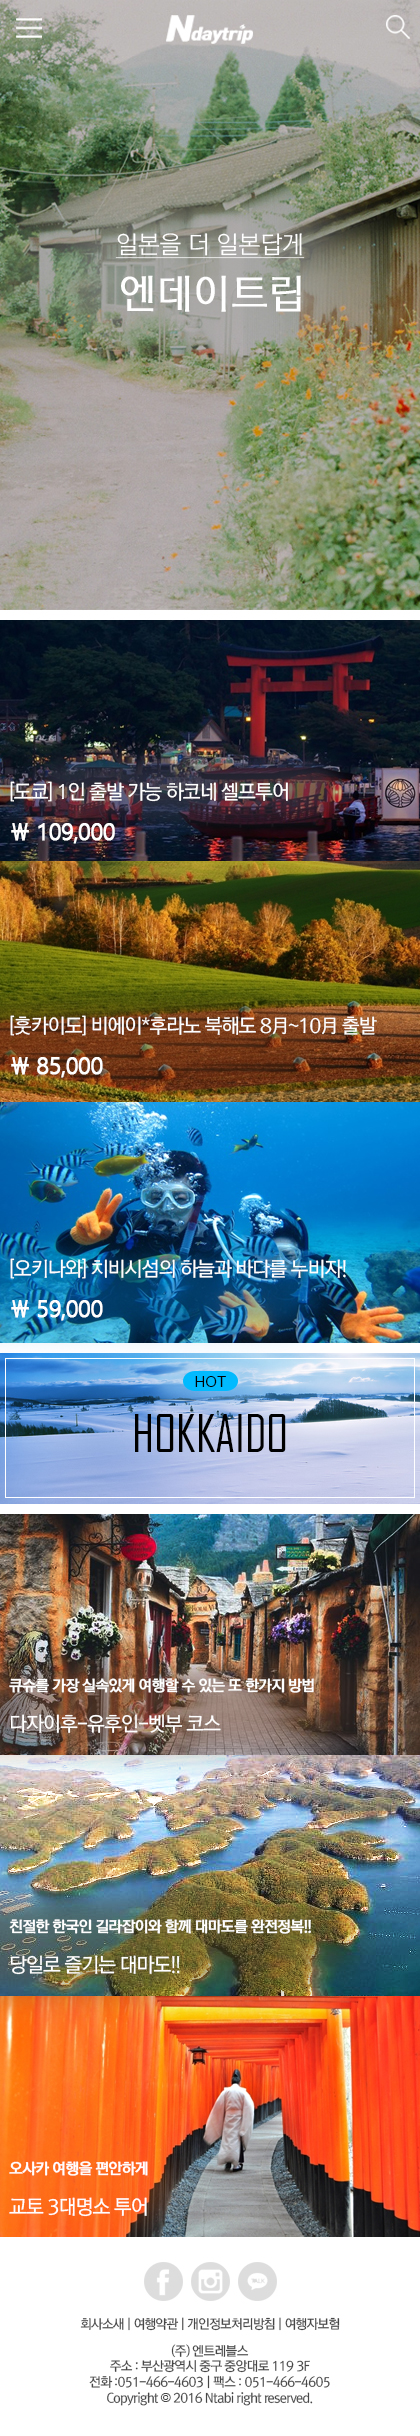 Ndaytrip
일본을 더 일본답게
엔데이트립
[도쿄] 1인 출발 가능 하코네 셀프투어
₩ 109,000
[홋카이도] 비에이*후라노 북해도 8月~10月 출발
₩ 85,000
[오키나와] 치비시섬의 하늘과 바다를 누비자!
₩ 59,000
HOT
HOKKAIDO
큐슈를 가장 실속있게 여행할 수 있는 또 한가지 방법
다자이후-유후인-벳부 코스
친절한 한국인 길라잡이와 함께 대마도를 완전정복!!
당일로 즐기는 대마도!!
오사카 여행을 편안하게
교토 3대명소 투어
회사소새 | 여행약관 | 개인정보처리방침 | 여행자보험
(주) 엔트레블스
주소 : 부산광역시 중구 중앙대로 119 3F
전화 :051-466-4603 | 팩스 : 051-466-4605
Copyright © 2016 Ntabi right reserved.